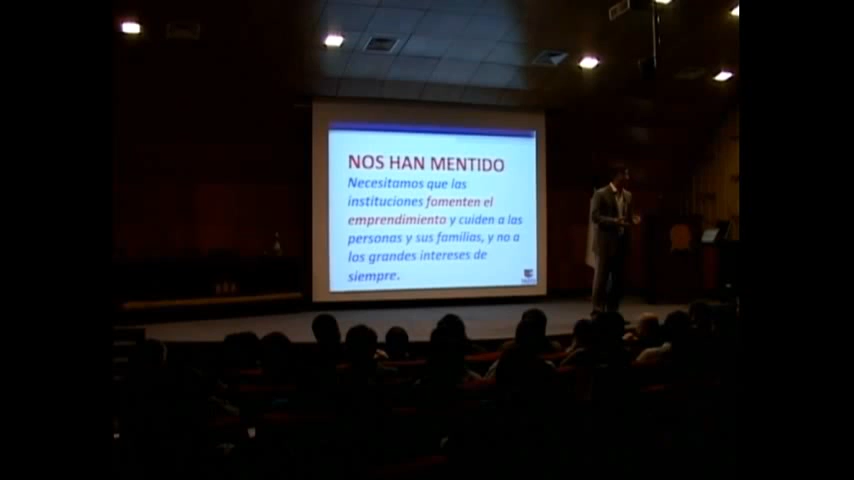 NOS HAN MENTIDO
Necesitamos que las
instituciones fomenten el
emprendimiento y cuiden a las
personas y sus familias, y no a
los grandes intereses de
siempre.